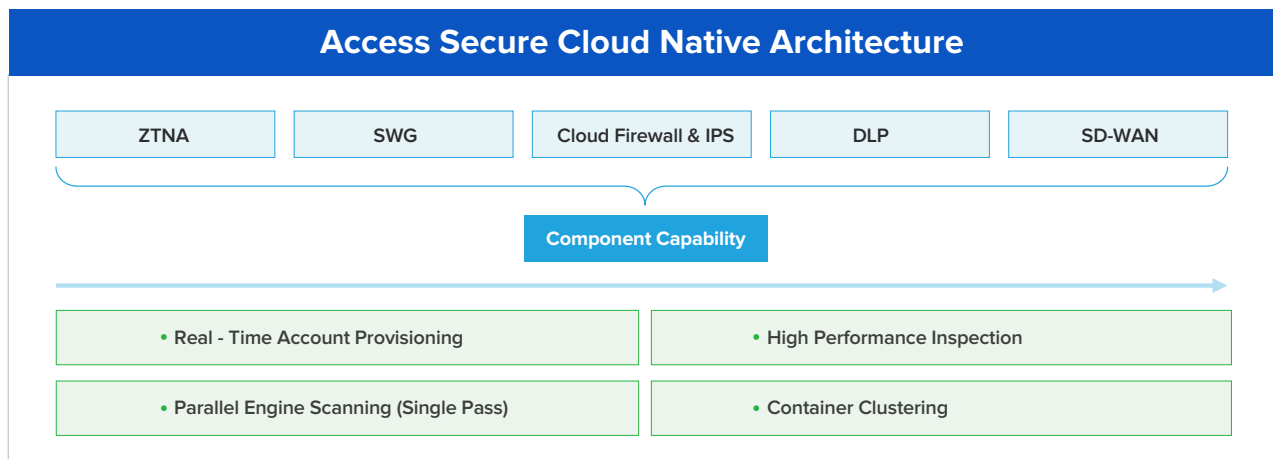 Access Secure Cloud Native Architecture
ZTNA
SWG
Cloud Firewall & IPS
DLP
SD-WAN
Component Capability
• Real - Time Account Provisioning
• High Performance Inspection
• Parallel Engine Scanning (Single Pass)
• Container Clustering